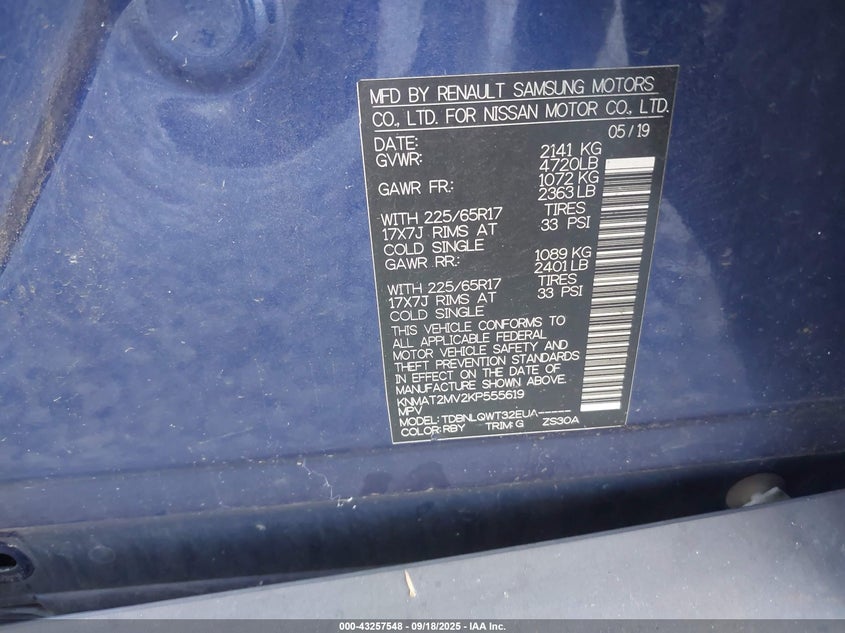 MFD BY RENAULT SAMSUNG MOTORS
CO., LTD. FOR NISSAN MOTOR CO., LTD.
DATE: 05/19
GVWR: 2141 KG
4720LB
GAWR FR.: 1072 KG
2363 LB
WITH 225/65R17 TIRES
17X7J RIMS AT 33 PSI
COLD SINGLE
GAWR RR.: 1089 KG
2401 LB
WITH 225/65R17 TIRES
17X7J RIMS AT 33 PSI
COLD SINGLE
THIS VEHICLE CONFORMS TO
ALL APPLICABLE FEDERAL
MOTOR VEHICLE SAFETY AND
THEFT PREVENTION STANDARDS
IN EFFECT ON THE DATE OF
MANUFACTURE SHOWN ABOVE.
KNMAT2MV2KP555619
MPV
MODEL: TDBNLQWT32EUA-----
COLOR: RBY TRIM: G ZS30A
000-43257548 - 09/18/2025 - IAA Inc.